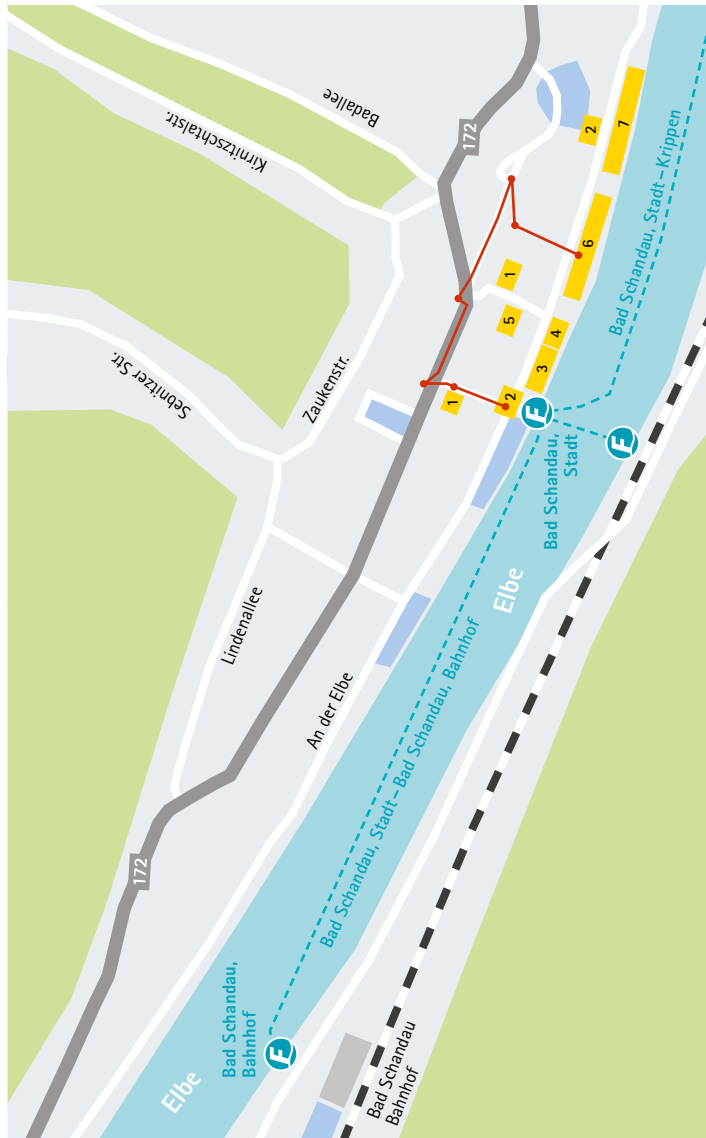 172
Bad Schandau,
Bahnhof
Elbe
Bad Schandau
Bahnhof
Lindenallee
An der Elbe
Bad Schandau, Stadt–Bad Schandau, Bahnhof
Sebnitzer Str.
Zaukenstr.
Elbe
Bad Schandau,
Stadt
Kirnitzschtalstr.
Badallee
172
1
2
3
4
5
1
6
2
7
Bad Schandau, Stadt–Krippen
F
F
F